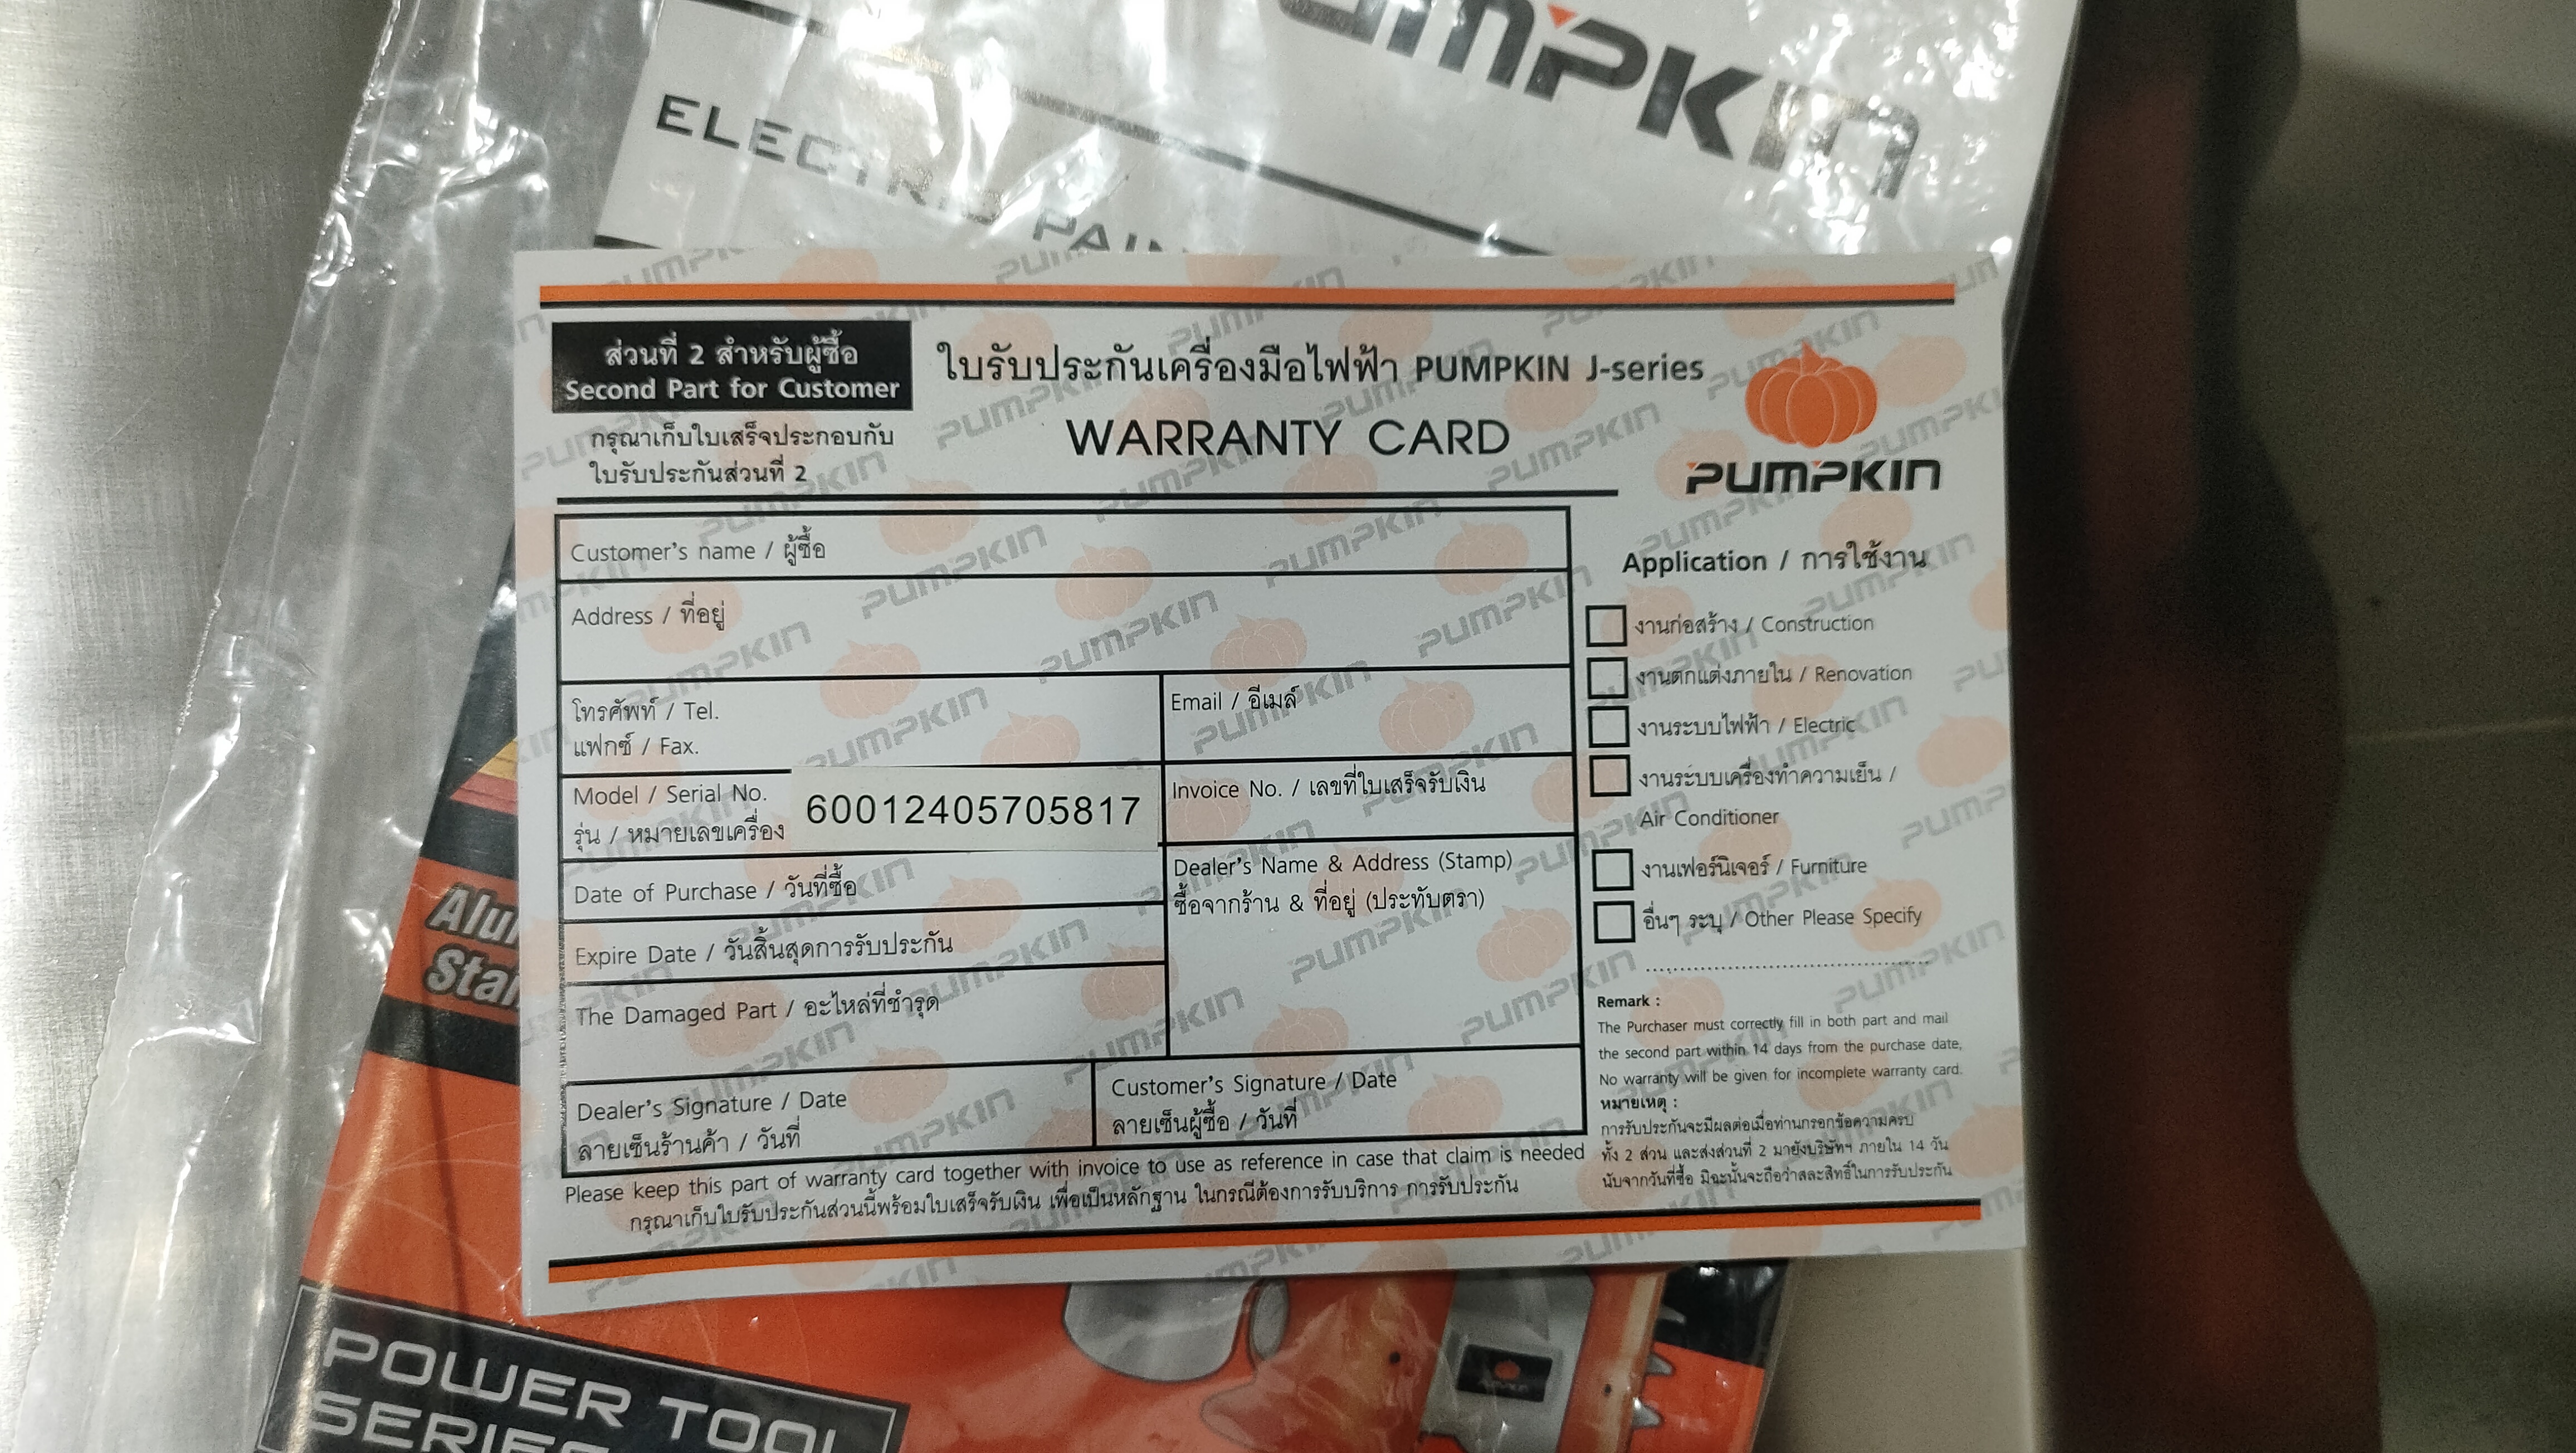 PUMPKIN
ELECTRIC PAIN
ส่วนที่ 2 สำหรับผู้ซื้อ
Second Part for Customer
กรุณาเก็บใบเสร็จประกอบกับ
ใบรับประกันส่วนที่ 2
ใบรับประกันเครื่องมือไฟฟ้า PUMPKIN J-series
WARRANTY CARD
PUMPKIN
Customer's name / ผู้ซื้อ
Address / ที่อยู่
โทรศัพท์ / Tel.
แฟกซ์ / Fax.
Email / อีเมล์
Model / Serial No.
รุ่น / หมายเลขเครื่อง
60012405705817
Invoice No. / เลขที่ใบเสร็จรับเงิน
Date of Purchase / วันที่ซื้อ
Dealer's Name & Address (Stamp)
ซื้อจากร้าน & ที่อยู่ (ประทับตรา)
Expire Date / วันสิ้นสุดการรับประกัน
The Damaged Part / อะไหล่ที่ชำรุด
Dealer's Signature / Date
ลายเซ็นร้านค้า / วันที่
Customer's Signature / Date
ลายเซ็นผู้ซื้อ / วันที่
Please keep this part of warranty card together with invoice to use as reference in case that claim is needed
กรุณาเก็บใบรับประกันส่วนนี้พร้อมใบเสร็จรับเงิน เพื่อเป็นหลักฐาน ในกรณีต้องการรับบริการ การรับประกัน
Application / การใช้งาน
งานก่อสร้าง / Construction
งานตกแต่งภายใน / Renovation
งานระบบไฟฟ้า / Electric
งานระบบเครื่องทำความเย็น /
Air Conditioner
งานเฟอร์นิเจอร์ / Furniture
อื่นๆ ระบุ / Other Please Specify
Remark :
The Purchaser must correctly fill in both part and mail
the second part within 14 days from the purchase date,
No warranty will be given for incomplete warranty card.
หมายเหตุ :
การรับประกันจะมีผลต่อเมื่อท่านกรอกข้อความครบ
ทั้ง 2 ส่วน และส่งส่วนที่ 2 มายังบริษัทฯ ภายใน 14 วัน
นับจากวันที่ซื้อ มิฉะนั้นจะถือว่าสละสิทธิ์ในการรับประกัน
POWER TOOL
SERIES